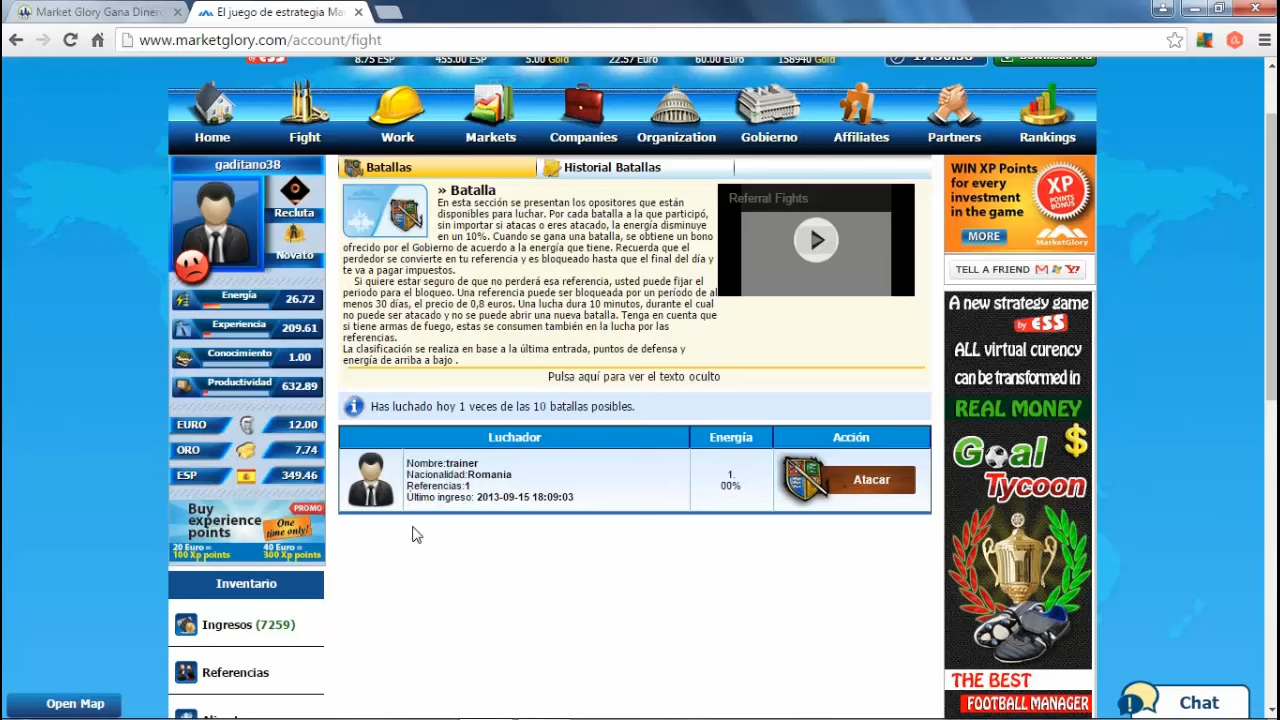 Market Glory Gana Dinero
El juego de estrategia Ma
www.marketglory.com/account/fight
by ESS
8.75 ESP
455.00 ESP
5.00 Gold
22.57 Euro
60.00 Euro
158940 Gold
Home
Fight
Work
Markets
Companies
Organization
Gobierno
Affiliates
Partners
Rankings
gaditano38
Recluta
Novato
Energía 26.72
Experiencia 209.61
Conocimiento 1.00
Productividad 632.89
EURO 12.00
ORO 7.74
ESP 349.46
Buy
experience
points
PROMO
One
time only!
20 Euro =
100 Xp points
40 Euro =
300 Xp points
Inventario
Ingresos (7259)
Referencias
Open Map
Batallas
Historial Batallas
» Batalla
En esta sección se presentan los opositores que están
disponibles para luchar. Por cada batalla a la que participó,
sin importar si atacas o eres atacado, la energía disminuye
en un 10%. Cuando se gana una batalla, se obtiene un bono
ofrecido por el Gobierno de acuerdo a la energía que tiene. Recuerda que el
perdedor se convierte en tu referencia y es bloqueado hasta que el final del día y
te va a pagar impuestos.
Si quiere estar seguro de que no perderá esa referencia, usted puede fijar el
periodo para el bloqueo. Una referencia puede ser bloqueada por un período de al
menos 30 días, el precio de 0,8 euros. Una lucha dura 10 minutos, durante el cual
no puede ser atacado y no se puede abrir una nueva batalla. Tenga en cuenta que
si tiene armas de fuego, estas se consumen también en la lucha por las
referencias.
La clasificación se realiza en base a la última entrada, puntos de defensa y
energía de arriba a bajo .
Referral Fights
Pulsa aquí para ver el texto oculto
Has luchado hoy 1 veces de las 10 batallas posibles.
Luchador
Energía
Acción
Nombre:trainer
Nacionalidad:Romania
Referencias:1
Último ingreso: 2013-09-15 18:09:03
1.
00%
Atacar
WIN XP Points
for every
investment
in the game
XP
POINTS
BONUS
MORE
MarketGlory
TELL A FRIEND
A new strategy game
by ESS
ALL virtual curency
can be transformed in
REAL MONEY
Goal
Tycoon
$
THE BEST
FOOTBALL MANAGER
Chat